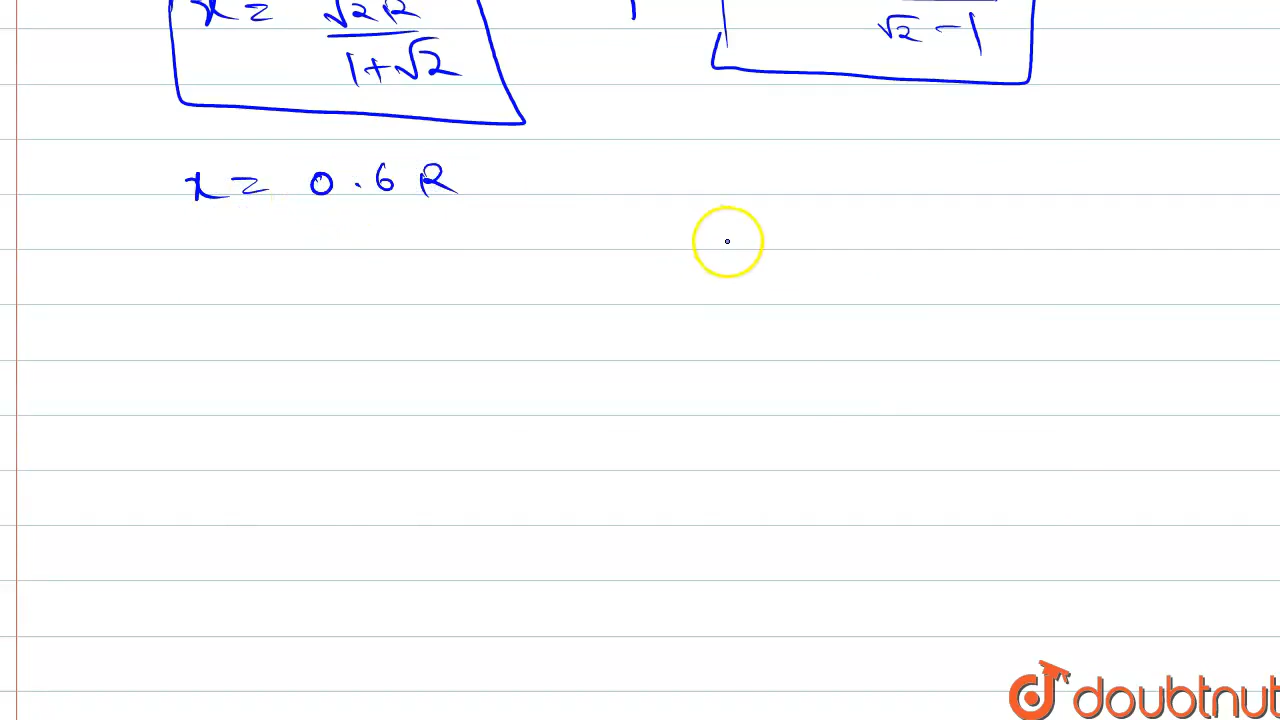 x = √2 R / 1+√2
√2 - 1
x = 0.6 R
doubtnut